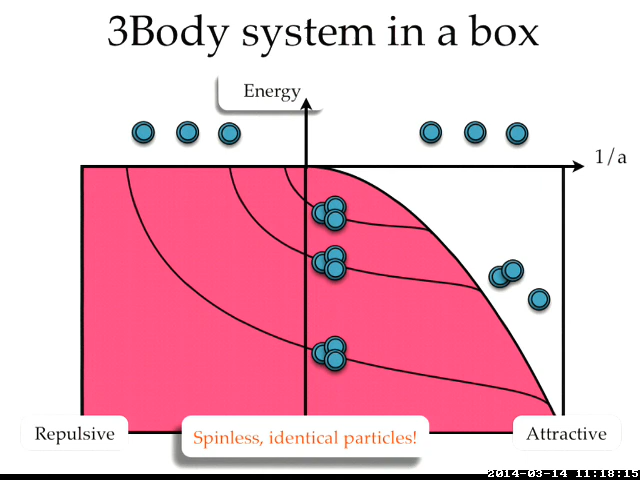 3Body system in a box
Energy
1/a
Repulsive
Spinless, identical particles!
Attractive
2014-03-14 11:18:15